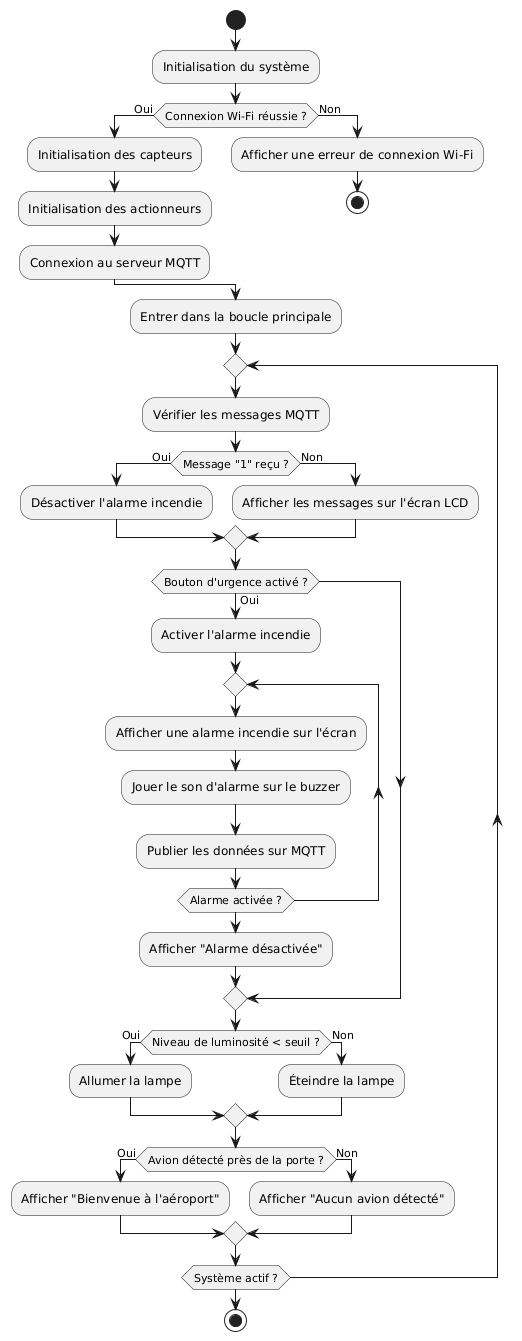 Initialisation du système
Oui
Connexion Wi-Fi réussie ?
Non
Initialisation des capteurs
Afficher une erreur de connexion Wi-Fi
Initialisation des actionneurs
Connexion au serveur MQTT
Entrer dans la boucle principale
Vérifier les messages MQTT
Oui
Message "1" reçu ?
Non
Désactiver l'alarme incendie
Afficher les messages sur l'écran LCD
Bouton d'urgence activé ?
Oui
Activer l'alarme incendie
Afficher une alarme incendie sur l'écran
Jouer le son d'alarme sur le buzzer
Publier les données sur MQTT
Alarme activée ?
Afficher "Alarme désactivée"
Oui
Niveau de luminosité < seuil ?
Non
Allumer la lampe
Éteindre la lampe
Oui
Avion détecté près de la porte ?
Non
Afficher "Bienvenue à l'aéroport"
Afficher "Aucun avion détecté"
Système actif ?